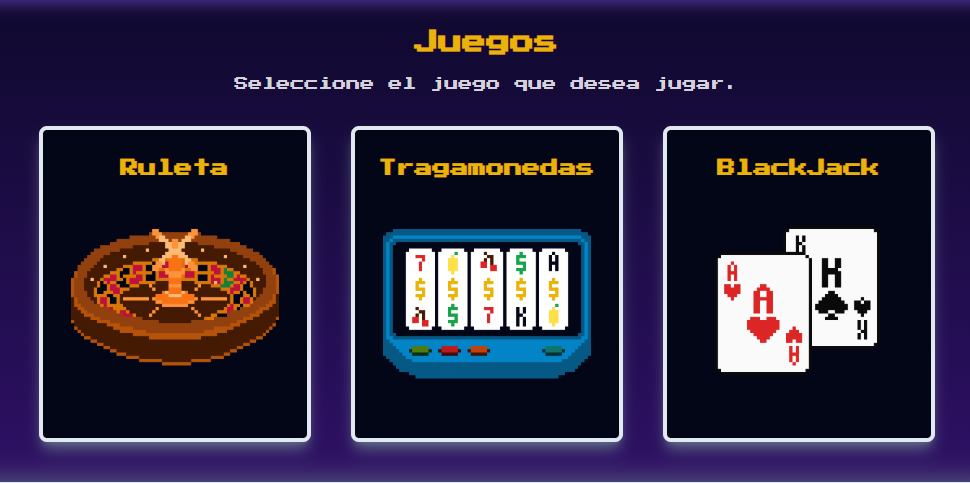 Juegos
Seleccione el juego que desea jugar.
Ruleta
Tragamonedas
BlackJack
7 $ A
$ $ $ $ $
$ 7 K
K
A K
A
A K